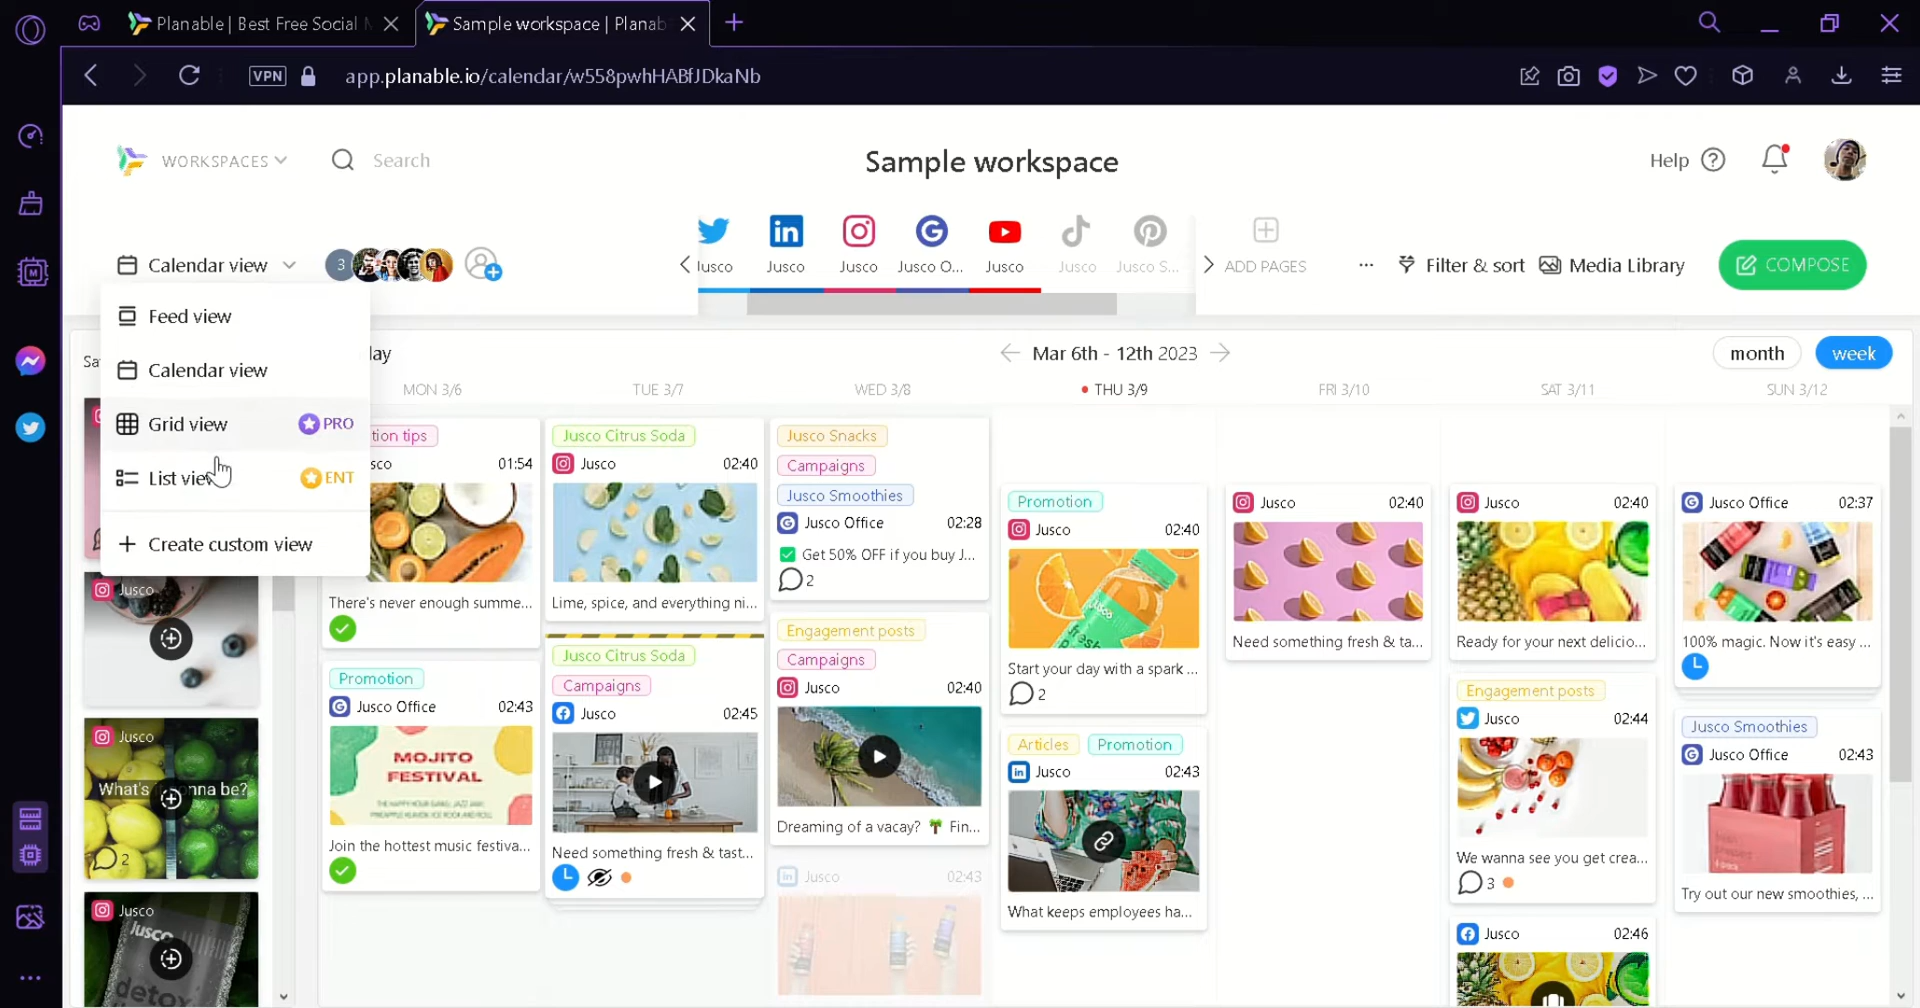 Planable | Best Free Social M
Sample workspace | Planab
VPN
app.planable.io/calendar/w558pwhHABfJDkaNb
WORKSPACES
Search
Sample workspace
Help
Calendar view
3
Jusco
Jusco
Jusco O...
Jusco
Jusco
Jusco S...
ADD PAGES
Filter & sort
Media Library
COMPOSE
Feed view
Calendar view
Grid view
PRO
List view
ENT
Create custom view
Mar 6th - 12th 2023
month
week
MON 3/6
TUE 3/7
WED 3/8
THU 3/9
FRI 3/10
SAT 3/11
SUN 3/12
Jusco
Jusco
What's
gonna be?
2
Jusco
Jusco
detox
tips
01:54
There's never enough summe...
Promotion
Jusco Office
02:43
MOJITO
FESTIVAL
Join the hottest music festiva...
Jusco Citrus Soda
Jusco
02:40
Lime, spice, and everything ni...
Jusco Citrus Soda
Campaigns
Jusco
02:45
Need something fresh & tast...
Jusco Snacks
Campaigns
Jusco Smoothies
Jusco Office
02:28
Get 50% OFF if you buy J...
2
Engagement posts
Campaigns
Jusco
02:40
Dreaming of a vacay? 🌴 Fin...
Jusco
02:43
Promotion
Jusco
02:40
Start your day with a spark ...
2
Articles
Promotion
Jusco
02:43
What keeps employees ha...
Jusco
02:40
Need something fresh & ta...
Jusco
02:40
Ready for your next delicio...
Engagement posts
Jusco
02:44
We wanna see you get crea...
3
Jusco
02:46
Jusco Office
02:37
100% magic. Now it's easy ...
Jusco Smoothies
Jusco Office
02:43
Try out our new smoothies, ...